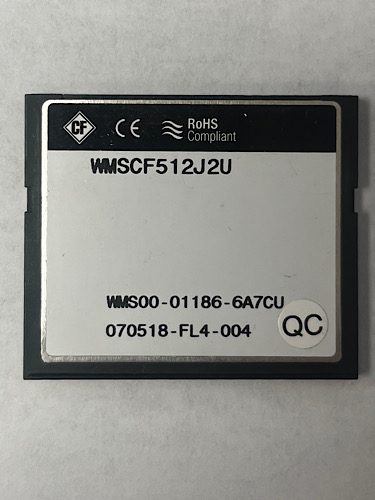 CF CE RoHS
Compliant
WMSCF512J2U
WMS00-01186-6A7CU
070518-FL4-004
QC